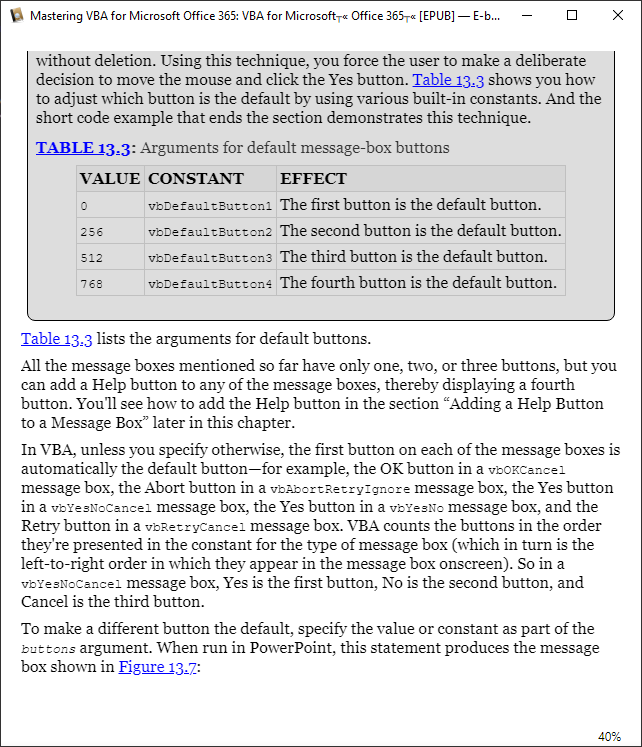 Mastering VBA for Microsoft Office 365: VBA for Microsoft┬« Office 365┬« [EPUB] — E-b...
without deletion. Using this technique, you force the user to make a deliberate
decision to move the mouse and click the Yes button. Table 13.3 shows you how
to adjust which button is the default by using various built-in constants. And the
short code example that ends the section demonstrates this technique.
TABLE 13.3: Arguments for default message-box buttons
VALUE CONSTANT EFFECT
0 vbDefaultButton1 The first button is the default button.
256 vbDefaultButton2 The second button is the default button.
512 vbDefaultButton3 The third button is the default button.
768 vbDefaultButton4 The fourth button is the default button.
Table 13.3 lists the arguments for default buttons.
All the message boxes mentioned so far have only one, two, or three buttons, but you
can add a Help button to any of the message boxes, thereby displaying a fourth
button. You'll see how to add the Help button in the section “Adding a Help Button
to a Message Box” later in this chapter.
In VBA, unless you specify otherwise, the first button on each of the message boxes is
automatically the default button—for example, the OK button in a vbOKCancel
message box, the Abort button in a vbAbortRetryIgnore message box, the Yes button
in a vbYesNoCancel message box, the Yes button in a vbYesNo message box, and the
Retry button in a vbRetryCancel message box. VBA counts the buttons in the order
they're presented in the constant for the type of message box (which in turn is the
left-to-right order in which they appear in the message box onscreen). So in a
vbYesNoCancel message box, Yes is the first button, No is the second button, and
Cancel is the third button.
To make a different button the default, specify the value or constant as part of the
buttons argument. When run in PowerPoint, this statement produces the message
box shown in Figure 13.7:
40%